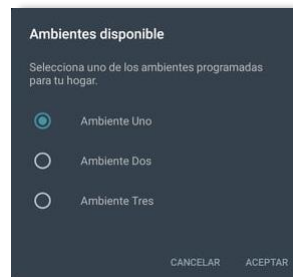 Ambientes disponible
Selecciona uno de los ambientes programadas
para tu hogar.
Ambiente Uno
Ambiente Dos
Ambiente Tres
CANCELAR ACEPTAR